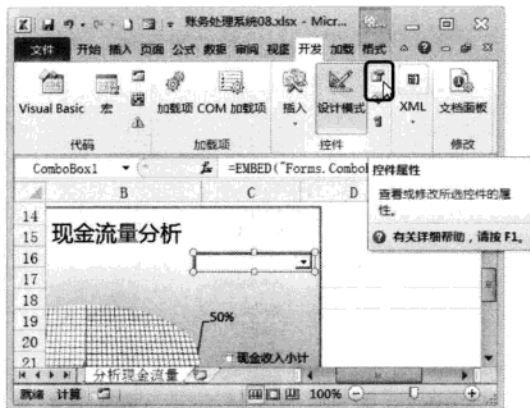 账务处理系统08.xlsx - Micr...
文件 开始 插入 页面 公式 数据 审阅 视图 开发 加载 格式
Visual Basic 宏 加载项 COM 加载项 插入 设计模式 XML 文档面板
代码 加载项 控件 修改
ComboBox1 fx =EMBED("Forms.Combo
控件属性
查看或修改所选控件的属性。
有关详细帮助，请按 F1。
B C D
14
15 现金流量分析
16
17
18
19 50%
20
21 现金收入小计
分析现金流量
就绪 计算 100%